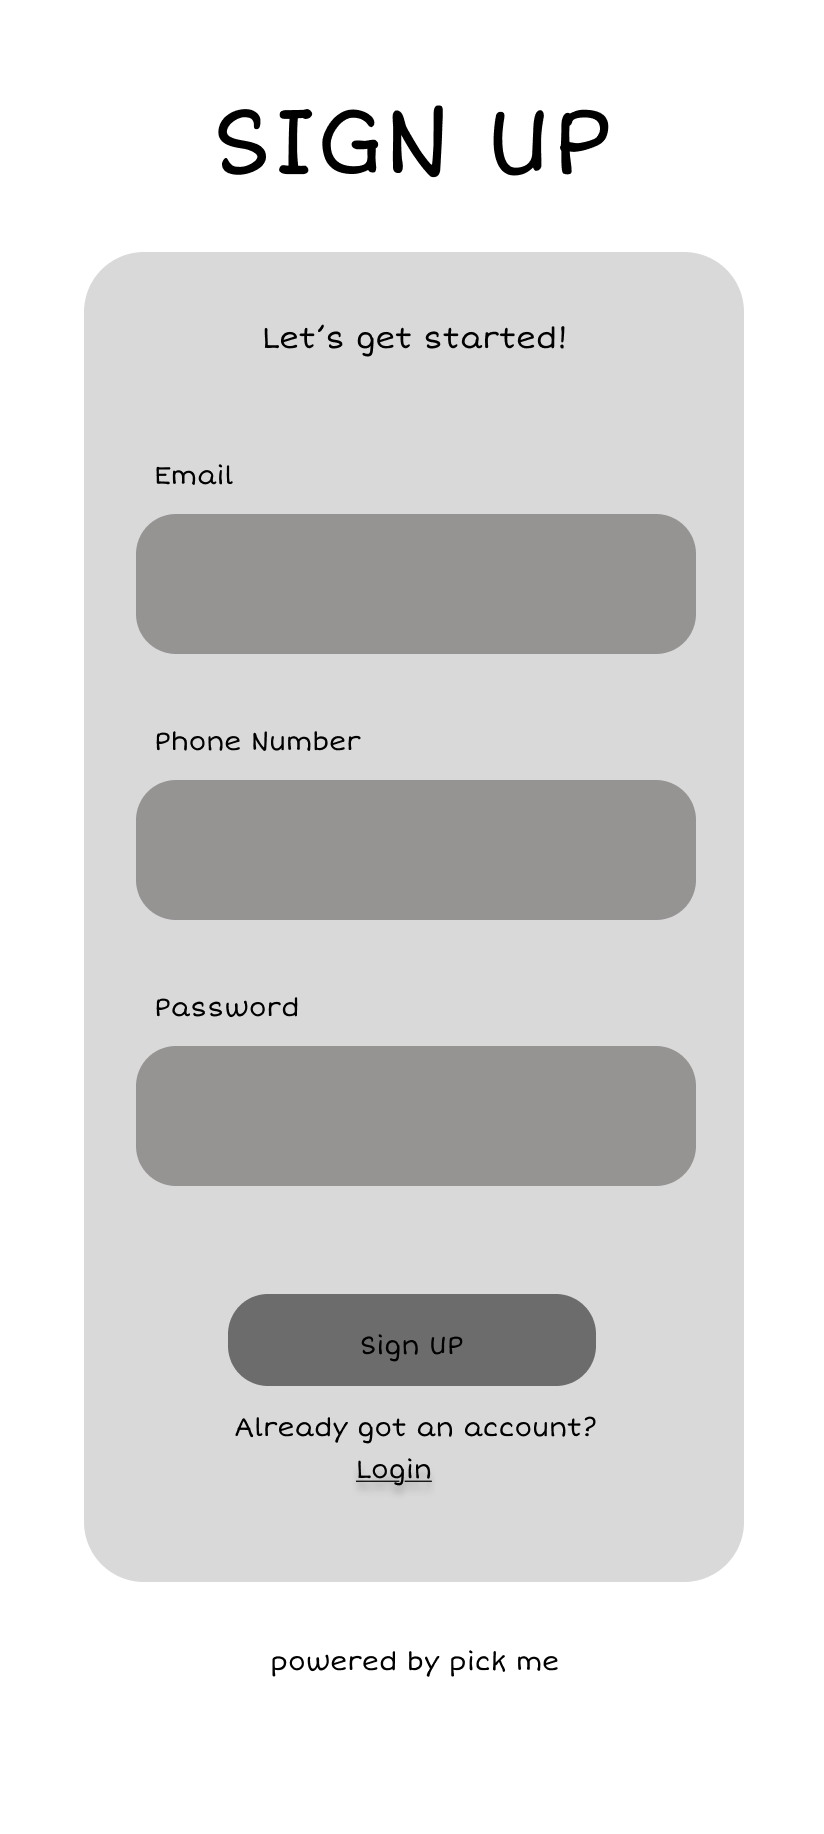 SIGN UP
Let's get started!
Email
Phone Number
Password
Sign UP
Already got an account?
Login
powered by pick me